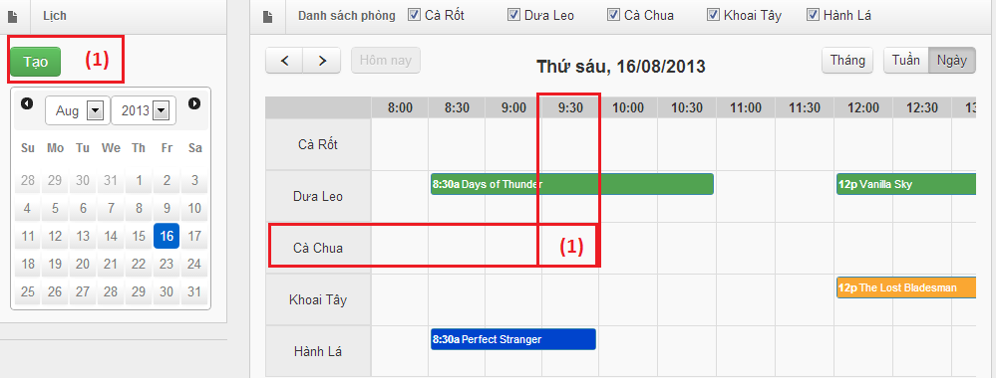 Lịch
Tạo (1)
Aug 2013
Su Mo Tu We Th Fr Sa
28 29 30 31 1 2 3
4 5 6 7 8 9 10
11 12 13 14 15 16 17
18 19 20 21 22 23 24
25 26 27 28 29 30 31
Danh sách phòng Cà Rốt Dưa Leo Cà Chua Khoai Tây Hành Lá
Hôm nay Thứ sáu, 16/08/2013 Tháng Tuần Ngày
8:00 8:30 9:00 9:30 10:00 10:30 11:00 11:30 12:00 12:30
Cà Rốt
Dưa Leo 8:30a Days of Thunder 12p Vanilla Sky
Cà Chua (1)
Khoai Tây 12p The Lost Bladesman
Hành Lá 8:30a Perfect Stranger